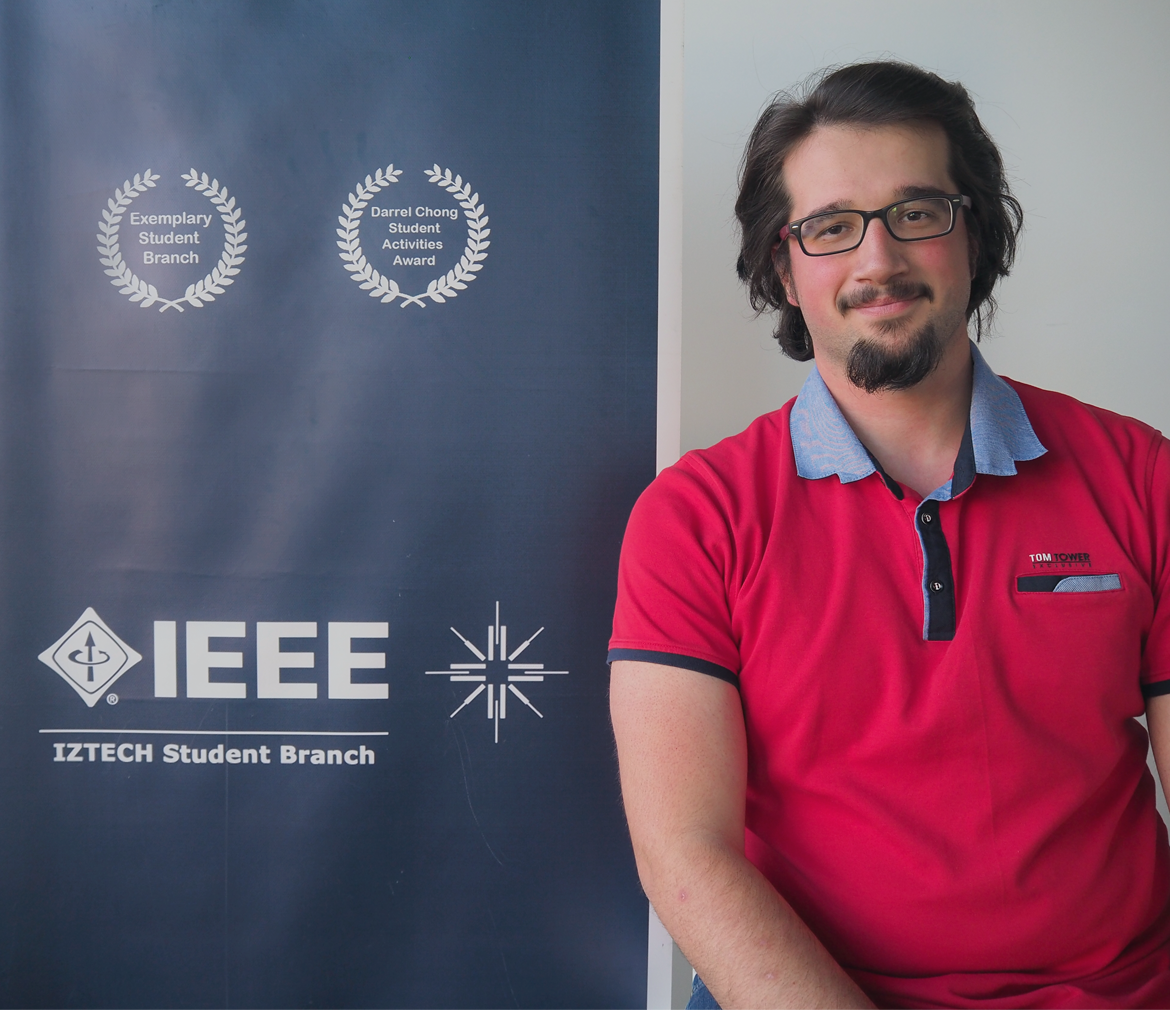 Exemplary
Student
Branch
Darrel Chong
Student
Activities
Award
IEEE
®
IZTECH Student Branch
TOM TOWER